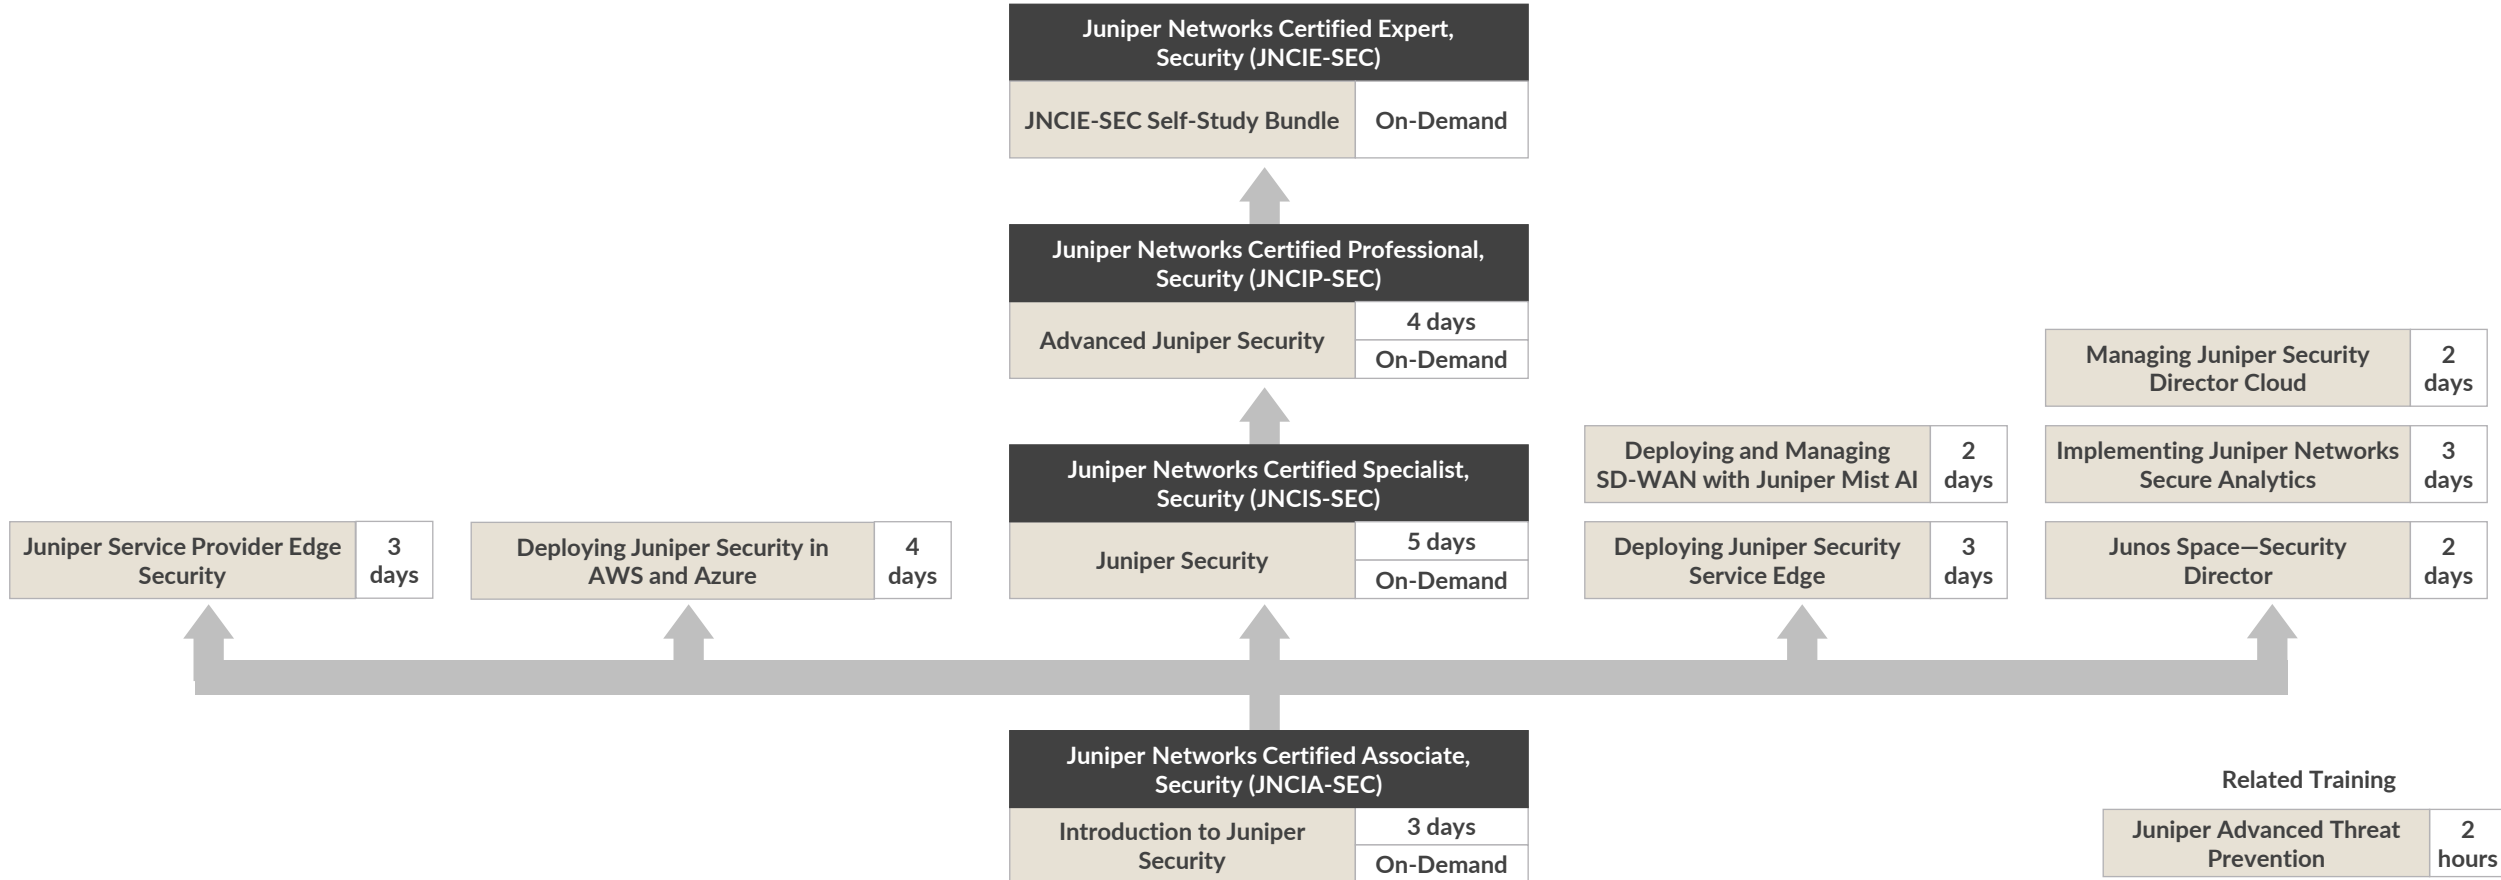 Juniper Networks Certified Expert,
Security (JNCIE-SEC)
JNCIE-SEC Self-Study Bundle
On-Demand
Juniper Networks Certified Professional,
Security (JNCIP-SEC)
Advanced Juniper Security
4 days
On-Demand
Managing Juniper Security
Director Cloud
2
days
Juniper Networks Certified Specialist,
Security (JNCIS-SEC)
Juniper Security
5 days
On-Demand
Deploying and Managing
SD-WAN with Juniper Mist AI
2
days
Implementing Juniper Networks
Secure Analytics
3
days
Juniper Service Provider Edge
Security
3
days
Deploying Juniper Security in
AWS and Azure
4
days
Deploying Juniper Security
Service Edge
3
days
Junos Space—Security
Director
2
days
Juniper Networks Certified Associate,
Security (JNCIA-SEC)
Introduction to Juniper
Security
3 days
On-Demand
Related Training
Juniper Advanced Threat
Prevention
2
hours